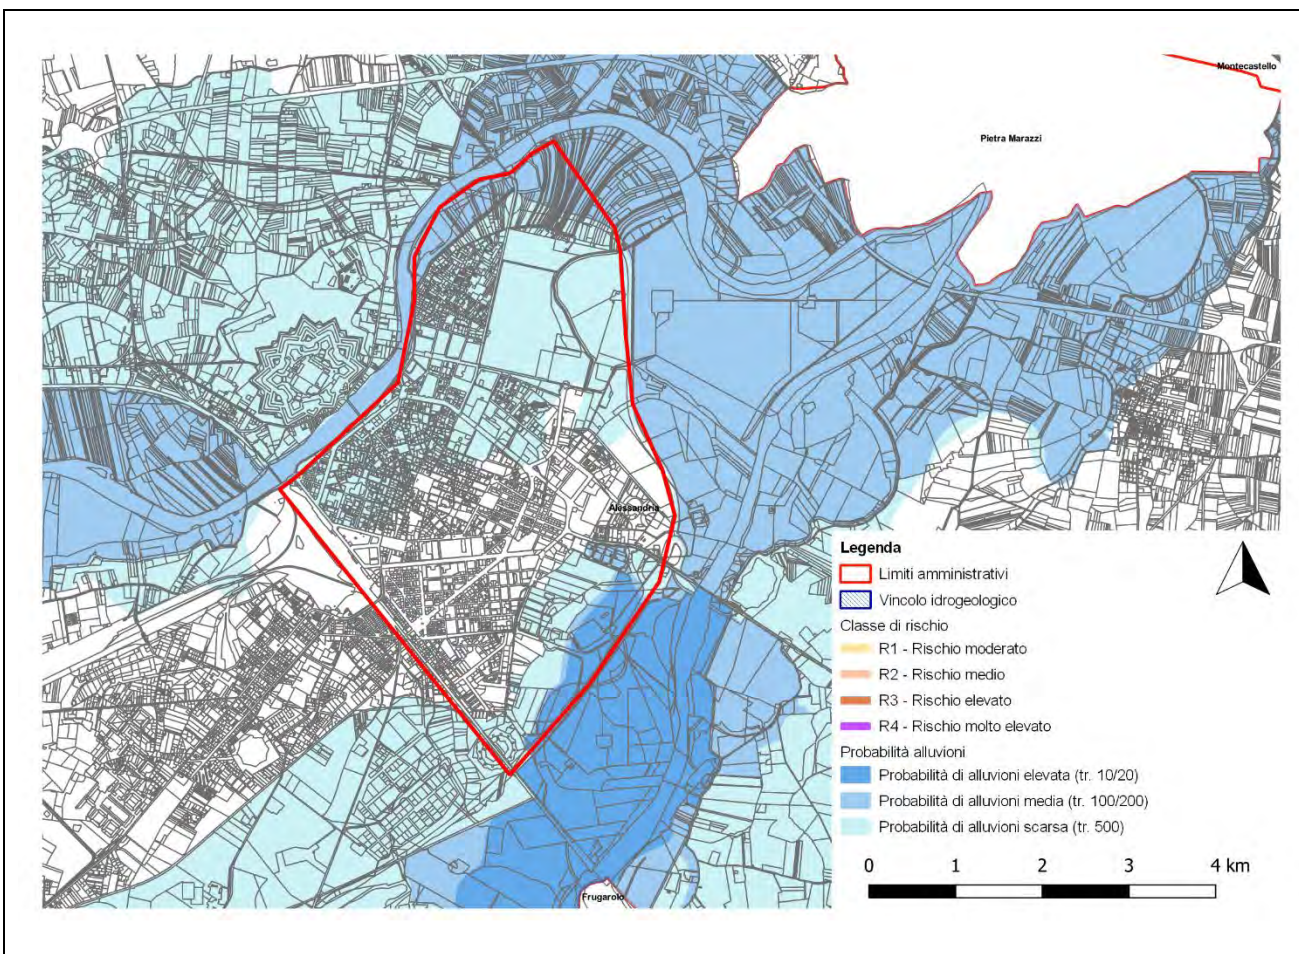 Montecastello
Pietra Marazzi
Alessandria
Frugarolo
Legenda
Limiti amministrativi
Vincolo idrogeologico
Classe di rischio
R1 - Rischio moderato
R2 - Rischio medio
R3 - Rischio elevato
R4 - Rischio molto elevato
Probabilità alluvioni
Probabilità di alluvioni elevata (tr. 10/20)
Probabilità di alluvioni media (tr. 100/200)
Probabilità di alluvioni scarsa (tr. 500)
0 1 2 3 4 km